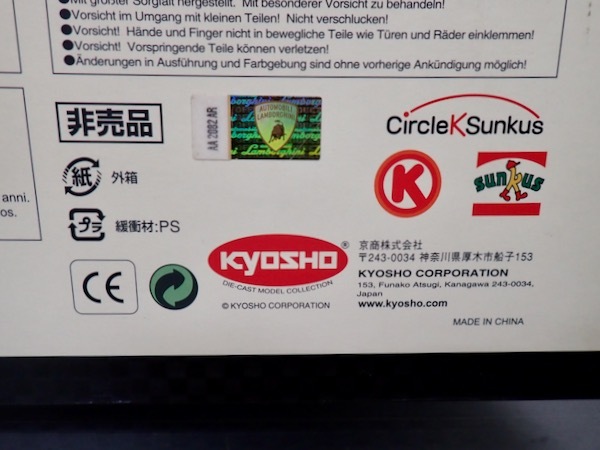 ●Mit größter Sorgfalt hergestellt. Mit besonderer Vorsicht zu behandeln!
●Vorsicht im Umgang mit kleinen Teilen! Nicht verschlucken!
●Vorsicht! Hände und Finger nicht in bewegliche Teile wie Türen und Räder einklemmen!
●Vorsicht! Vorspringende Teile können verletzen!
●Änderungen in Ausführung und Farbgebung sind ohne vorherige Ankündigung möglich!
非売品
AA 2082 AR
AUTOMOBILI
LAMBORGHINI
Lamborghini
CircleKSunkus
紙 外箱
K
sunkus
anni.
os.
プラ 緩衝材:PS
CE
KYOSHO®
DIE-CAST MODEL COLLECTION
© KYOSHO CORPORATION
京商株式会社
〒243-0034 神奈川県厚木市船子153
KYOSHO CORPORATION
153, Funako Atsugi, Kanagawa 243-0034,
Japan
www.kyosho.com
MADE IN CHINA